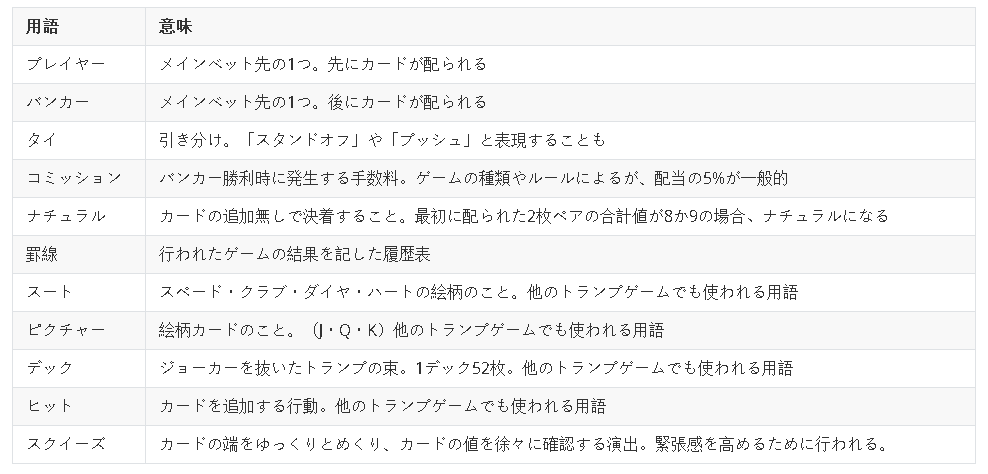 用語 意味
プレイヤー メインベット先の1つ。先にカードが配られる
バンカー メインベット先の1つ。後にカードが配られる
タイ 引き分け。「スタンドオフ」や「プッシュ」と表現することも
コミッション バンカー勝利時に発生する手数料。ゲームの種類やルールによるが、配当の5%が一般的
ナチュラル カードの追加無しで決着すること。最初に配られた2枚ペアの合計値が8か9の場合、ナチュラルになる
罫線 行われたゲームの結果を記した履歴表
スート スペード・クラブ・ダイヤ・ハートの絵柄のこと。他のトランプゲームでも使われる用語
ピクチャー 絵柄カードのこと。（J・Q・K）他のトランプゲームでも使われる用語
デック ジョーカーを抜いたトランプの束。1デック52枚。他のトランプゲームでも使われる用語
ヒット カードを追加する行動。他のトランプゲームでも使われる用語
スクイーズ カードの端をゆっくりとめくり、カードの値を徐々に確認する演出。緊張感を高めるために行われる。